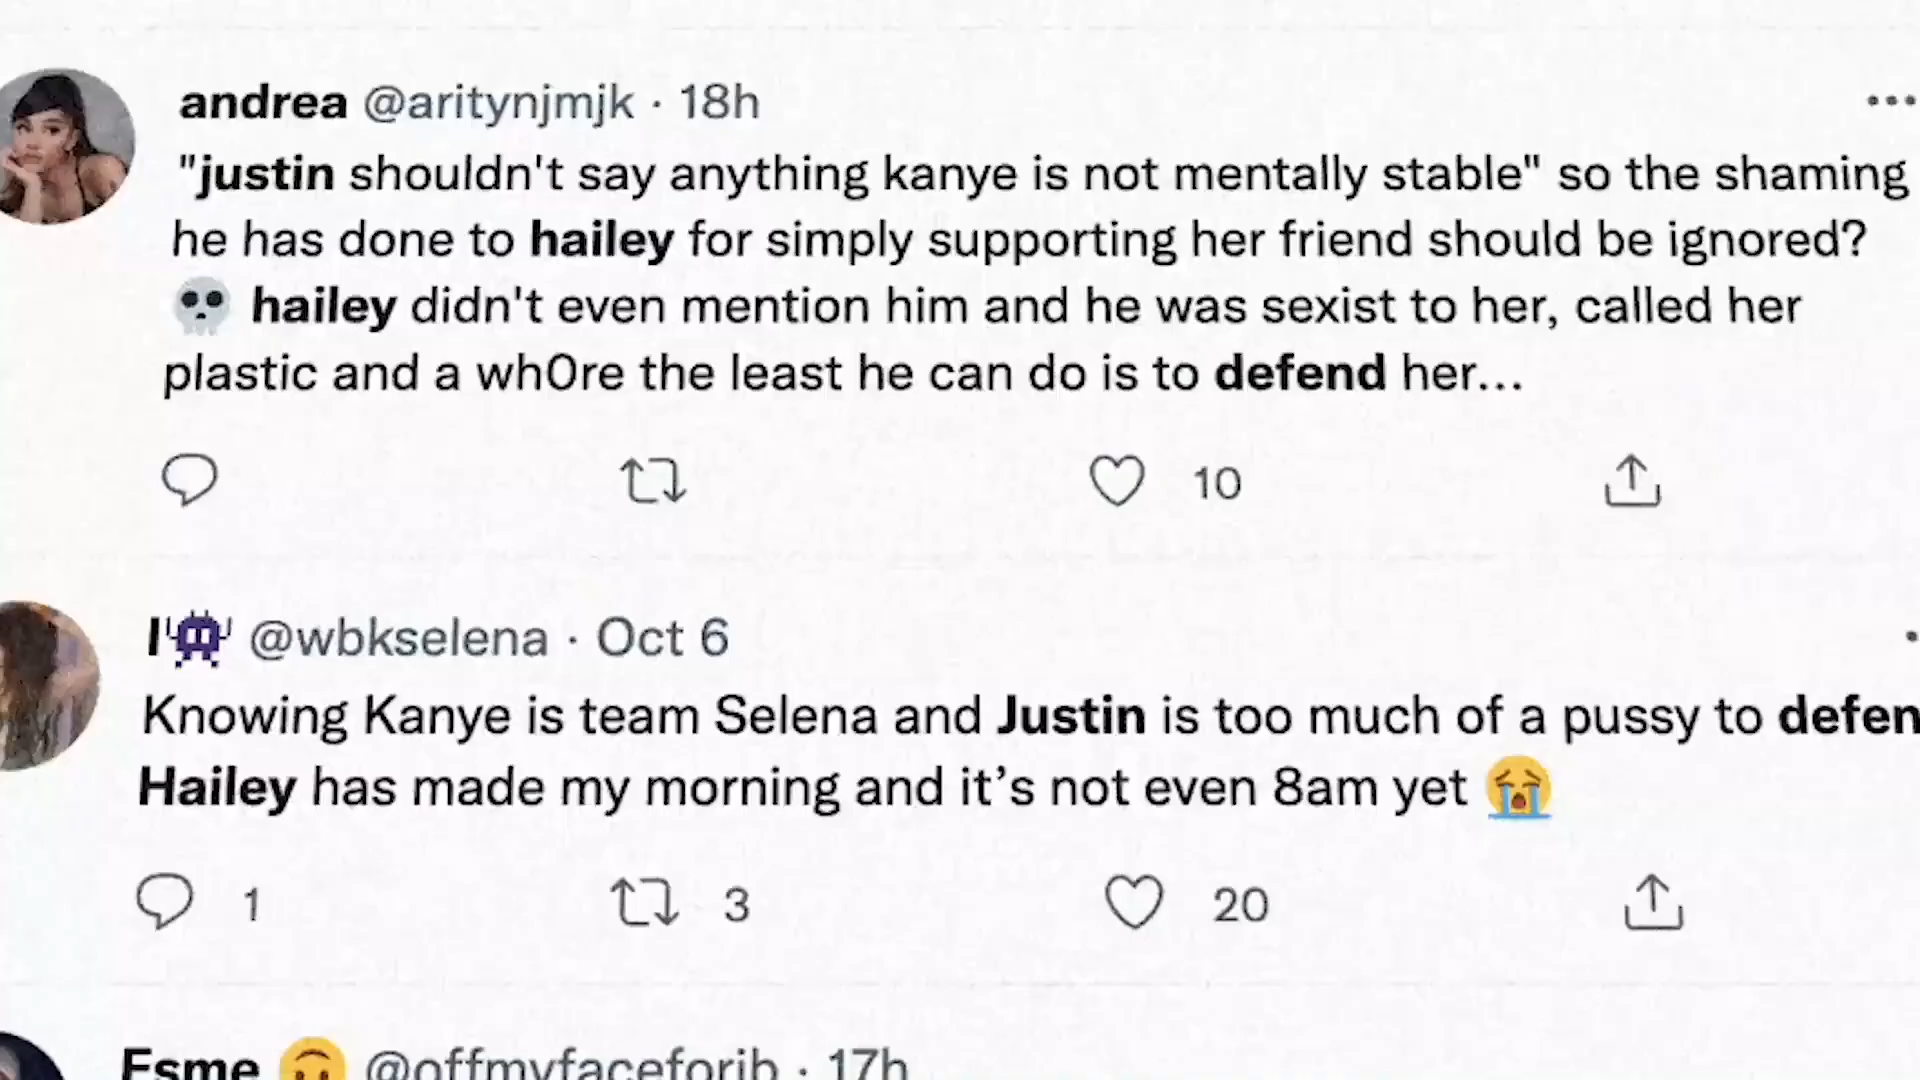 andrea @aritynjmjk · 18h
"justin shouldn't say anything kanye is not mentally stable" so the shaming
he has done to hailey for simply supporting her friend should be ignored?
💀 hailey didn't even mention him and he was sexist to her, called her
plastic and a wh0re the least he can do is to defend her...
10
@wbkselena · Oct 6
Knowing Kanye is team Selena and Justin is too much of a pussy to defen
Hailey has made my morning and it's not even 8am yet 😭
1 3 20
Esme 🙃 @offmyfaceforjb · 17h